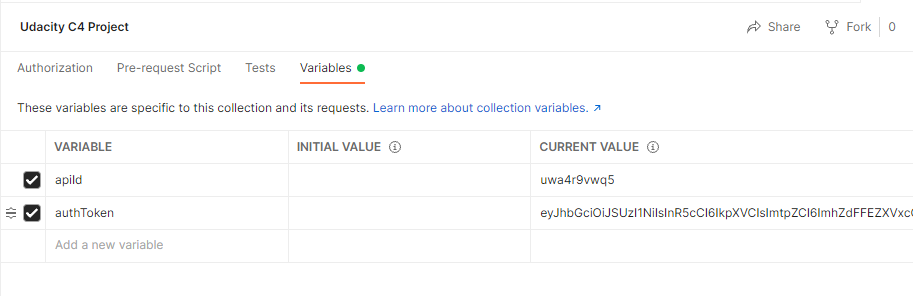 Udacity C4 Project
Share Fork 0
Authorization Pre-request Script Tests Variables
These variables are specific to this collection and its requests. Learn more about collection variables. ↗
VARIABLE INITIAL VALUE CURRENT VALUE
apiId uwa4r9vwq5
authToken
Add a new variable